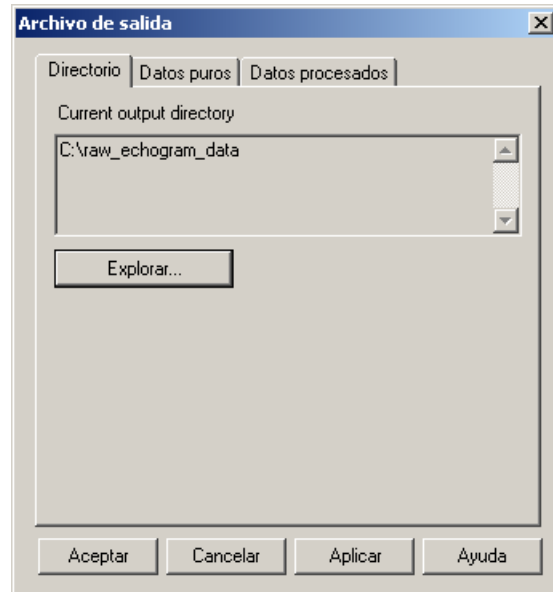 Archivo de salida
Directorio Datos puros Datos procesados
Current output directory
C:\raw_echogram_data
Explorar...
Aceptar Cancelar Aplicar Ayuda